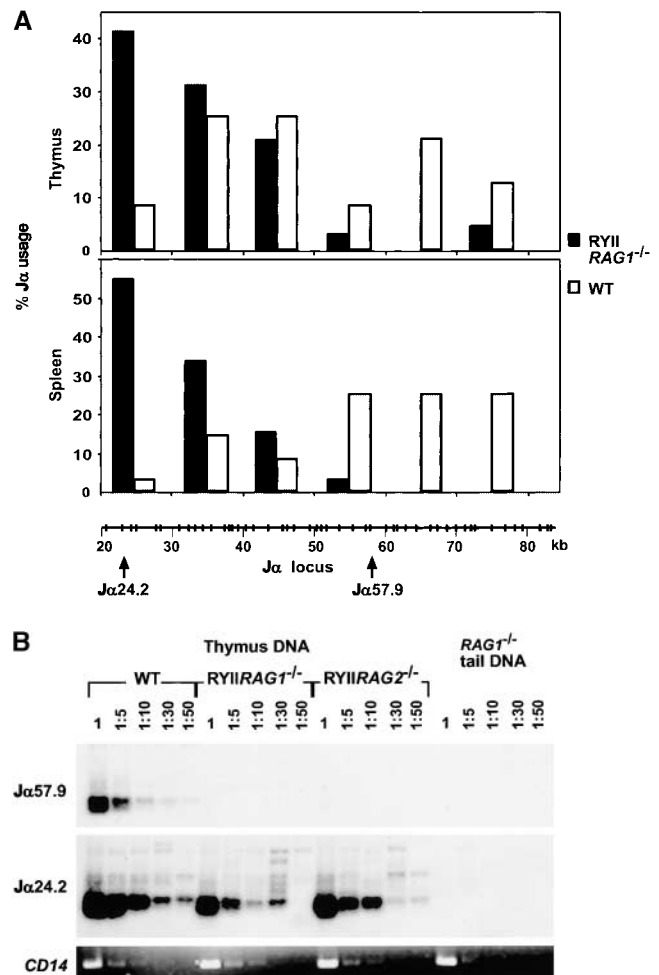 A
% Jα usage
Thymus
40
30
20
10
0
Spleen
50
40
30
20
10
0
RYII
RAG1-/-
WT
20 30 40 50 60 70 80 kb
Jα locus
Jα24.2 Jα57.9
B
Thymus DNA
RAG1-/-
tail DNA
WT RYIIRAG1-/- RYIIRAG2-/-
1 1:5 1:10 1:30 1:50 1 1:5 1:10 1:30 1:50 1 1:5 1:10 1:30 1:50 1 1:5 1:10 1:30 1:50
Jα57.9
Jα24.2
CD14